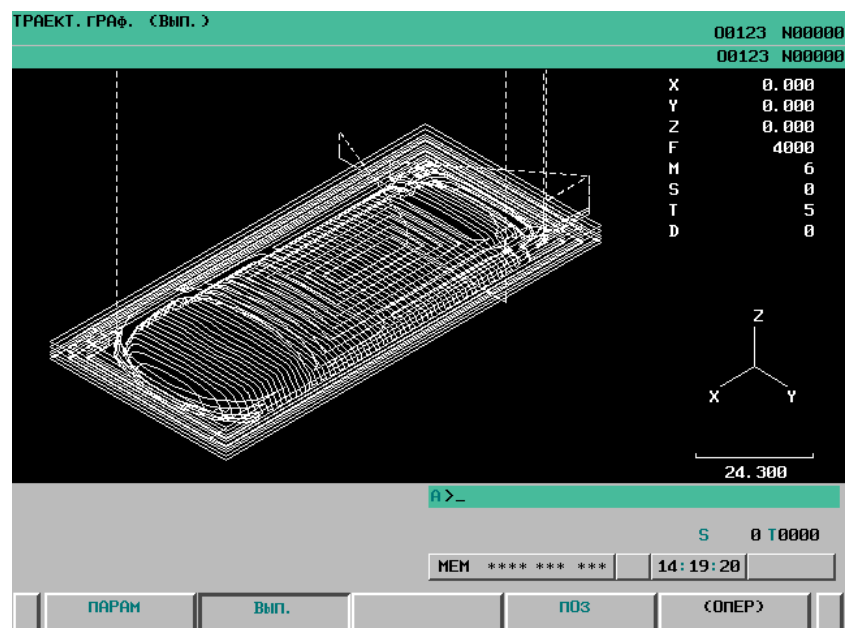 ТРАЕКТ.ГРАФ. (ВЫП.)
O0123 N00000
O0123 N00000
X 0.000
Y 0.000
Z 0.000
F 4000
M 6
S 0
T 5
D 0
Z
X Y
24.300
A>_
S 0 T0000
MEM **** *** ***
14:19:20
ПАРАМ ВЫП. ПОЗ (ОПЕР)